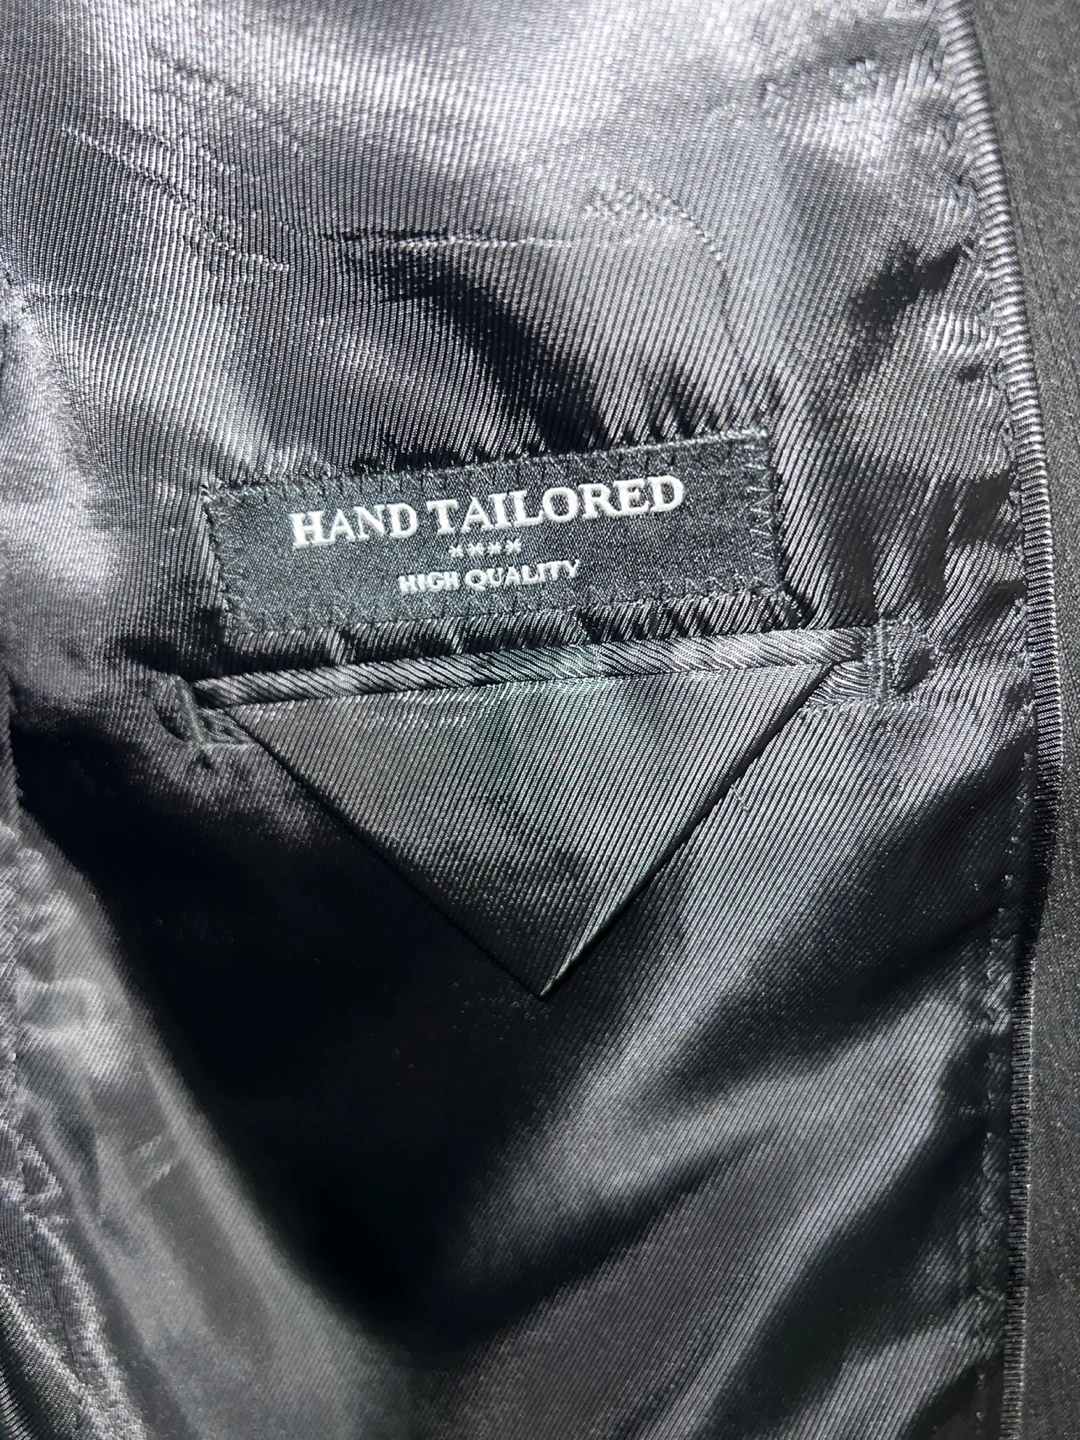 HAND TAILORED
****
HIGH QUALITY